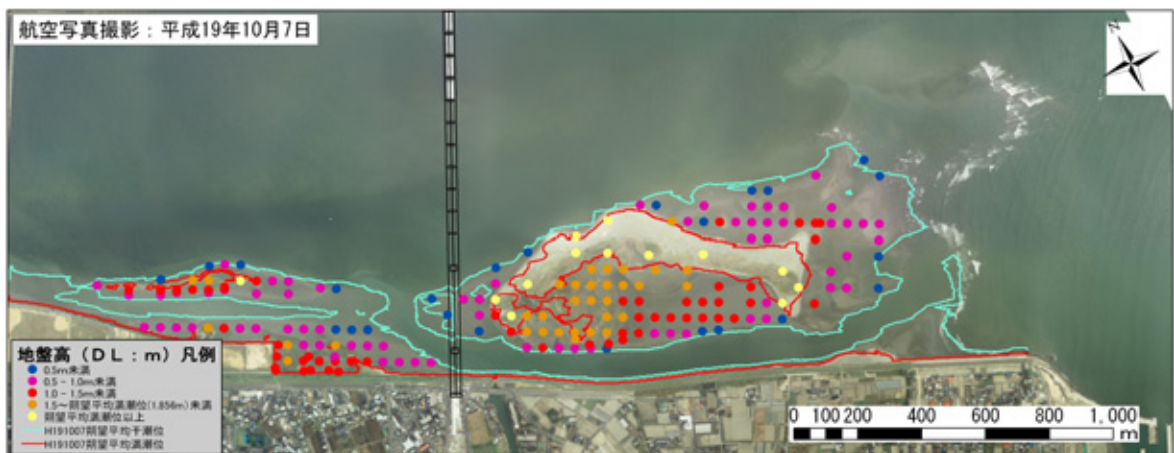 航空写真撮影：平成19年10月7日
N
地盤高（DL：m）凡例
0.5m未満
0.5 - 1.0m未満
1.0 - 1.5m未満
1.5～朔望平均満潮位(1.856m)未満
朔望平均満潮位以上
H191007朔望平均干潮位
H191007朔望平均満潮位
0 100 200 400 600 800 1,000
m